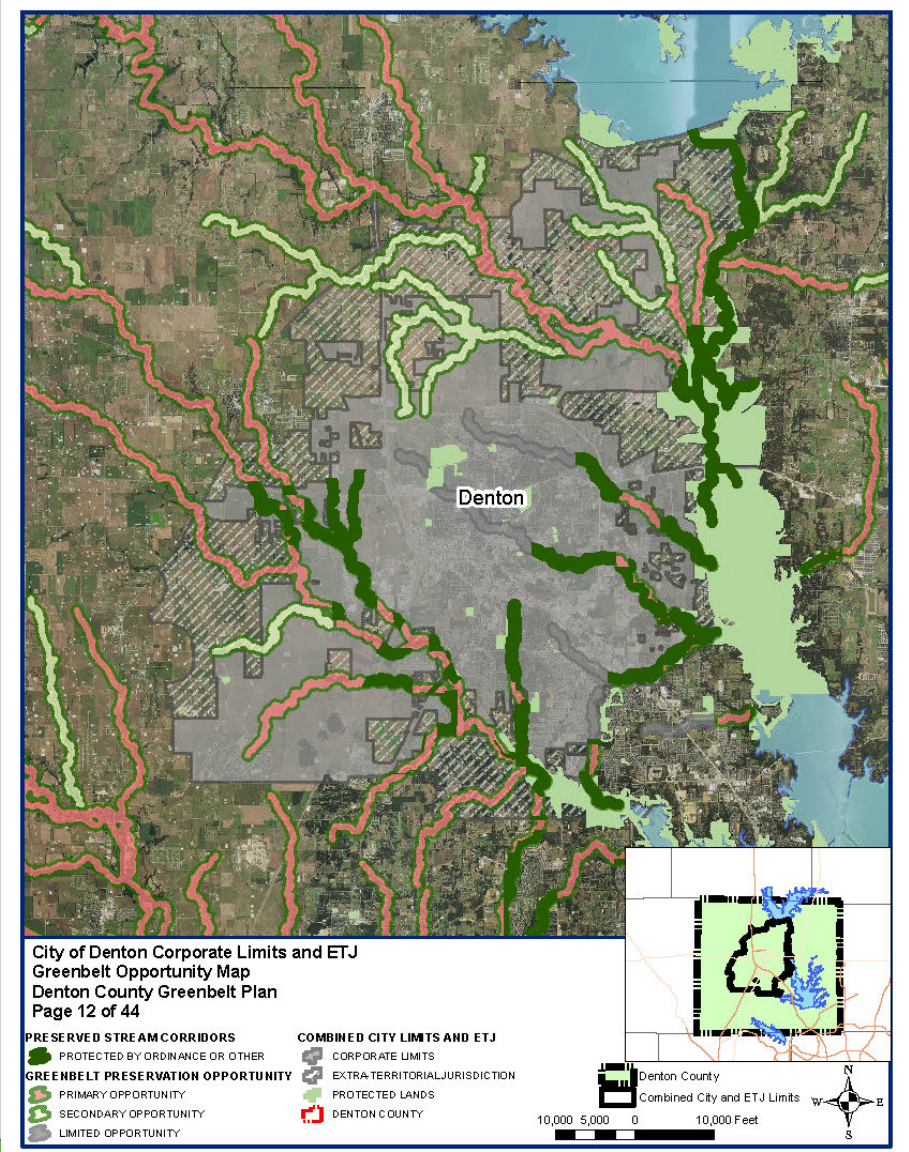 Denton
City of Denton Corporate Limits and ETJ
Greenbelt Opportunity Map
Denton County Greenbelt Plan
Page 12 of 44
PRESERVED STREAM CORRIDORS
PROTECTED BY ORDINANCE OR OTHER
GREENBELT PRESERVATION OPPORTUNITY
PRIMARY OPPORTUNITY
SECONDARY OPPORTUNITY
LIMITED OPPORTUNITY
COMBINED CITY LIMITS AND ETJ
CORPORATE LIMITS
EXTRA-TERRITORIAL JURISDICTION
PROTECTED LANDS
DENTON COUNTY
Denton County
Combined City and ETJ Limits
10,000 5,000 0 10,000 Feet
N
W E
S